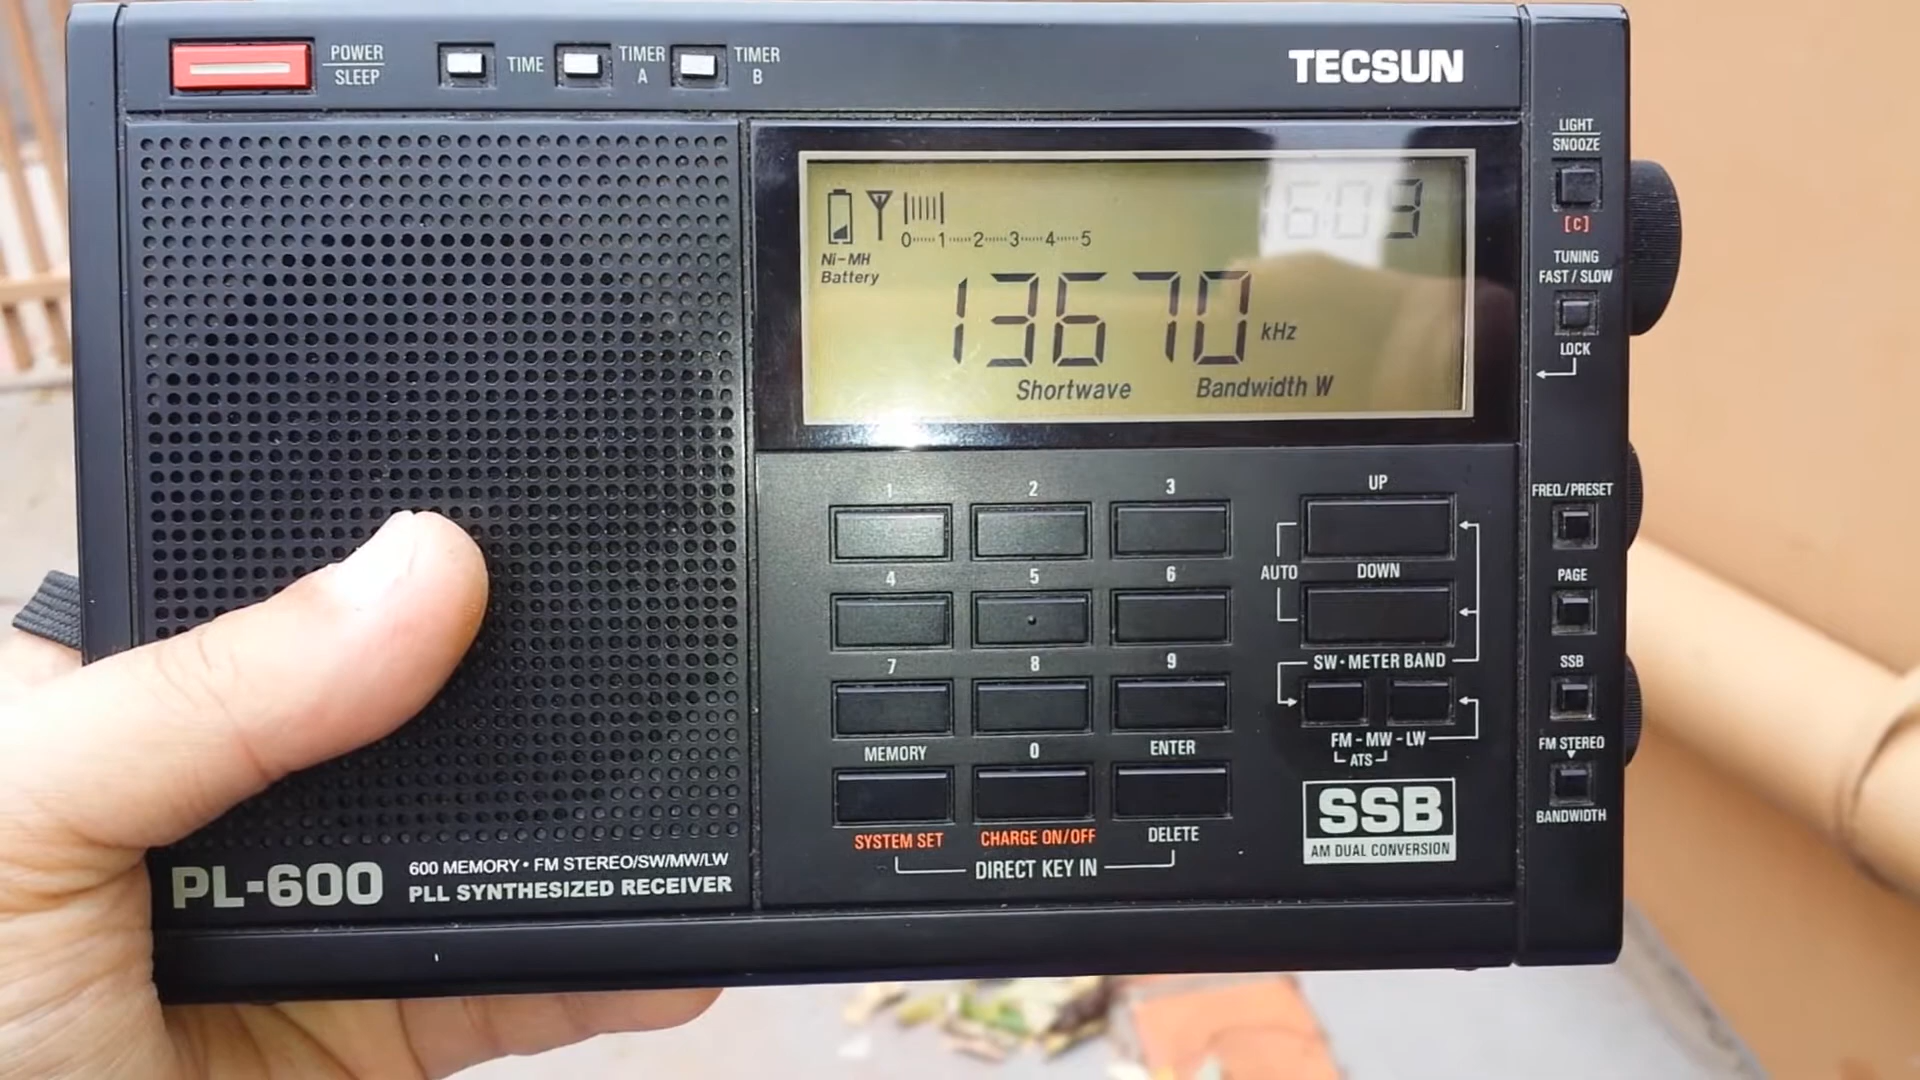 POWER
SLEEP
TIME
TIMER
A
TIMER
B
TECSUN
LIGHT
SNOOZE
[C]
TUNING
FAST / SLOW
LOCK
1603
0 1 2 3 4 5
Ni-MH
Battery
13670 kHz
Shortwave Bandwidth W
1 2 3
4 5 6
7 8 9
MEMORY 0 ENTER
SYSTEM SET CHARGE ON/OFF DELETE
DIRECT KEY IN
UP
AUTO DOWN
SW · METER BAND
FM - MW - LW
ATS
SSB
AM DUAL CONVERSION
FREQ./PRESET
PAGE
SSB
FM STEREO
BANDWIDTH
PL-600
600 MEMORY • FM STEREO/SW/MW/LW
PLL SYNTHESIZED RECEIVER